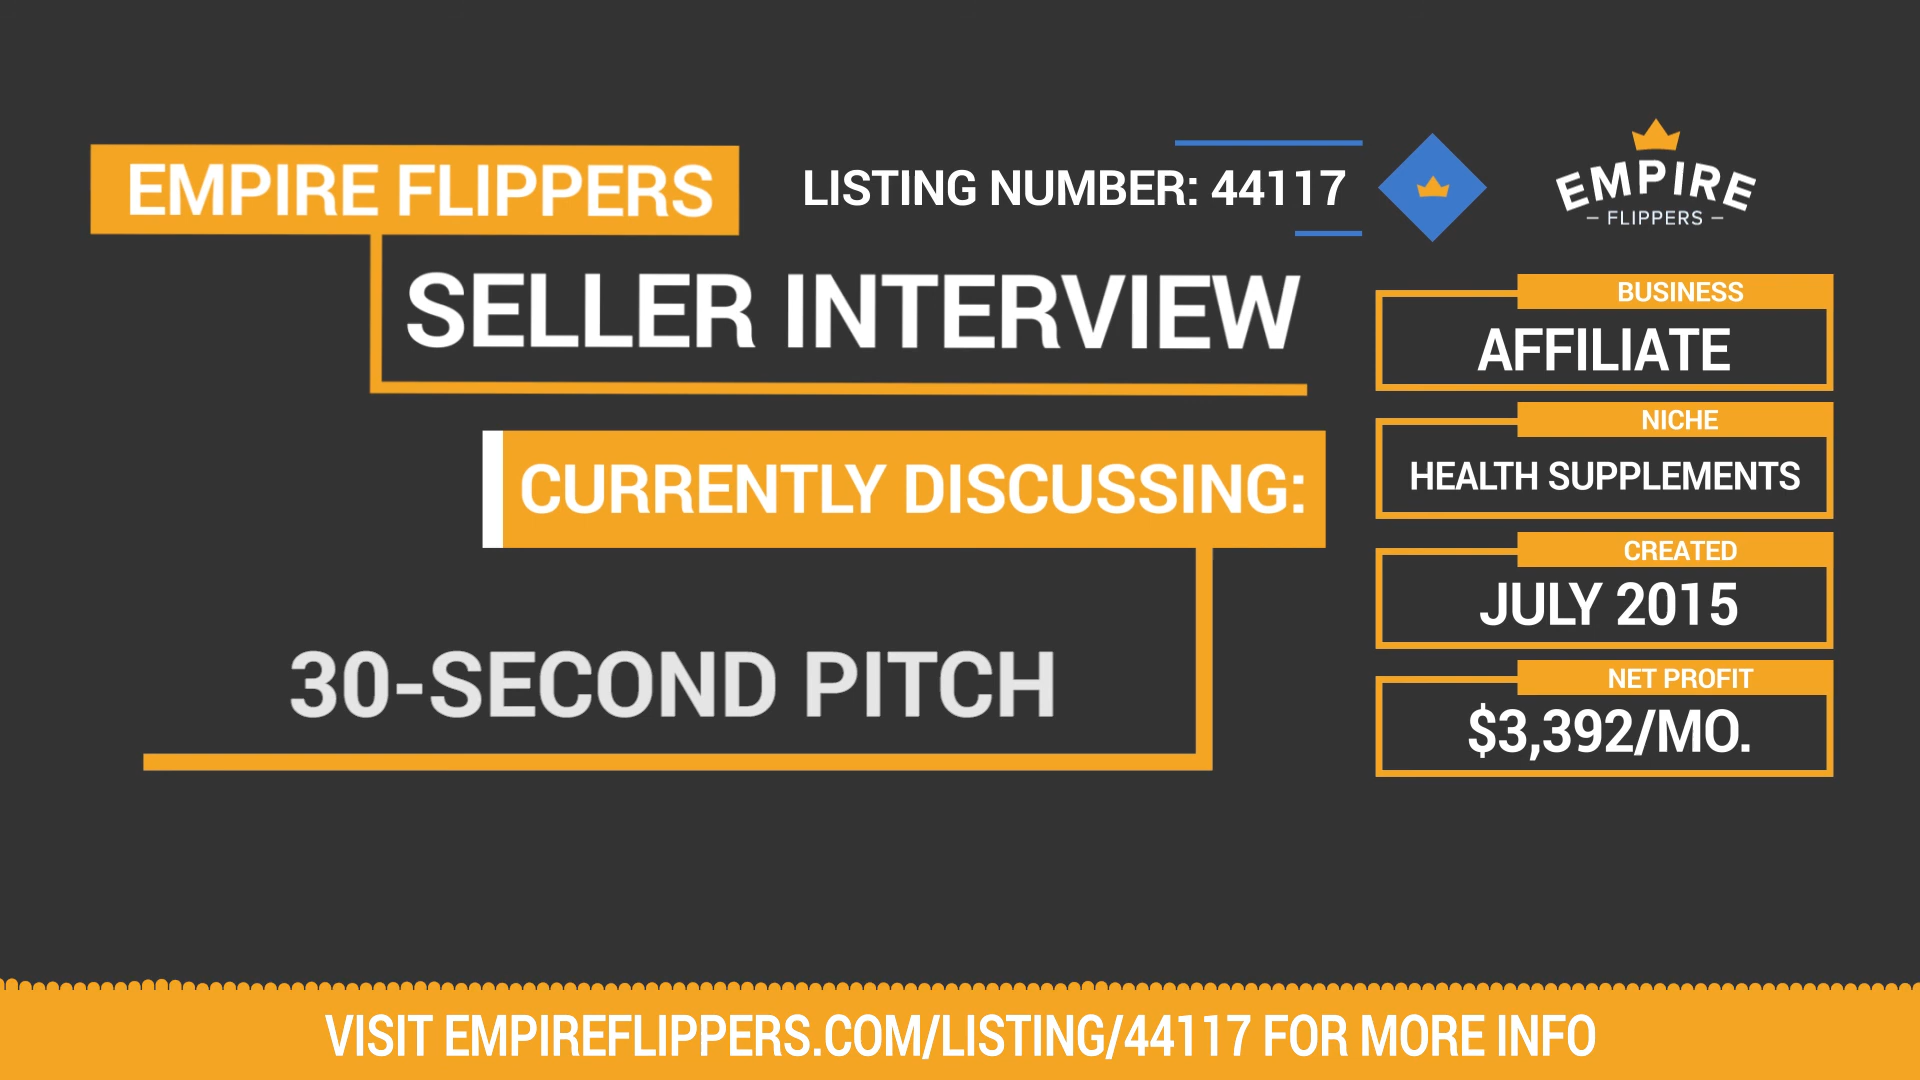 EMPIRE FLIPPERS
LISTING NUMBER: 44117
EMPIRE
– FLIPPERS –
SELLER INTERVIEW
CURRENTLY DISCUSSING:
30-SECOND PITCH
BUSINESS
AFFILIATE
NICHE
HEALTH SUPPLEMENTS
CREATED
JULY 2015
NET PROFIT
$3,392/MO.
VISIT EMPIREFLIPPERS.COM/LISTING/44117 FOR MORE INFO